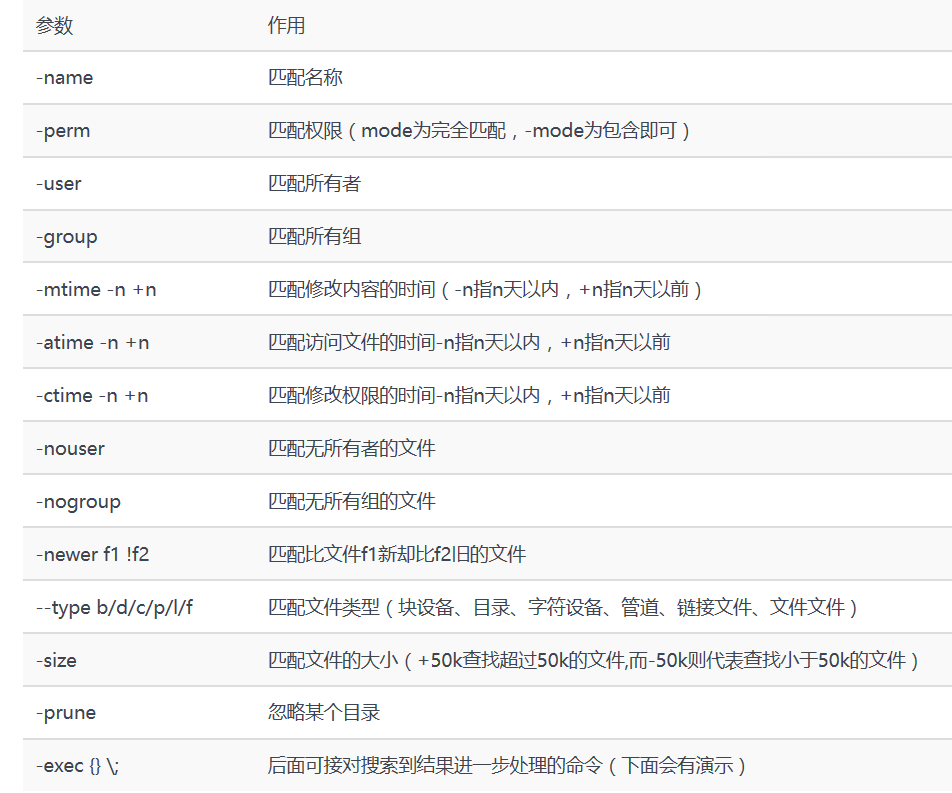 参数 作用
-name 匹配名称
-perm 匹配权限（mode为完全匹配，-mode为包含即可）
-user 匹配所有者
-group 匹配所有组
-mtime -n +n 匹配修改内容的时间（-n指n天以内，+n指n天以前）
-atime -n +n 匹配访问文件的时间-n指n天以内，+n指n天以前
-ctime -n +n 匹配修改权限的时间-n指n天以内，+n指n天以前
-nouser 匹配无所有者的文件
-nogroup 匹配无所有组的文件
-newer f1 !f2 匹配比文件f1新却比f2旧的文件
--type b/d/c/p/l/f 匹配文件类型（块设备、目录、字符设备、管道、链接文件、文件文件）
-size 匹配文件的大小（+50k查找超过50k的文件,而-50k则代表查找小于50k的文件）
-prune 忽略某个目录
-exec {} \; 后面可接对搜索到结果进一步处理的命令（下面会有演示）